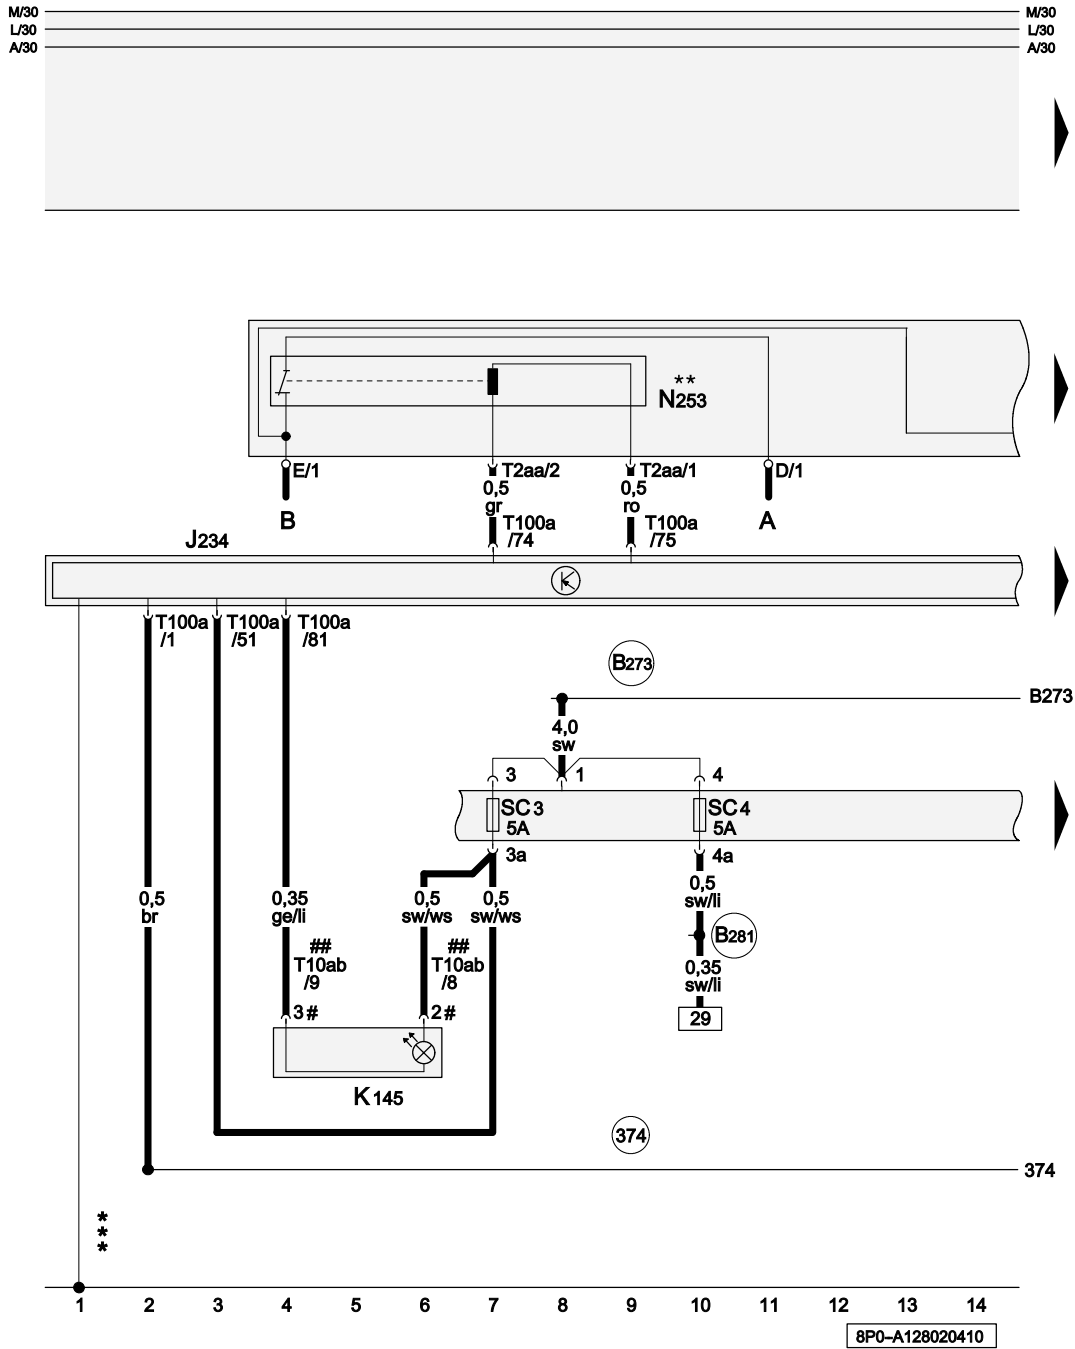 M/30 M/30
L/30 L/30
A/30 A/30
**
N253
E/1 T2aa/2 T2aa/1 D/1
0,5 0,5
gr ro
B T100a T100a A
/74 /75
J234
T100a T100a T100a
/1 /51 /81
B273
B273
4,0
sw
3 1 4
SC3 SC4
5A 5A
3a 4a
0,5
sw/li
0,5 0,35 0,5 0,5
br ge/li sw/ws sw/ws
B281
## ##
T10ab T10ab
/9 /8
0,35
sw/li
3# 2#
29
K145
374
374
*
*
*
1 2 3 4 5 6 7 8 9 10 11 12 13 14
8P0-A128020410